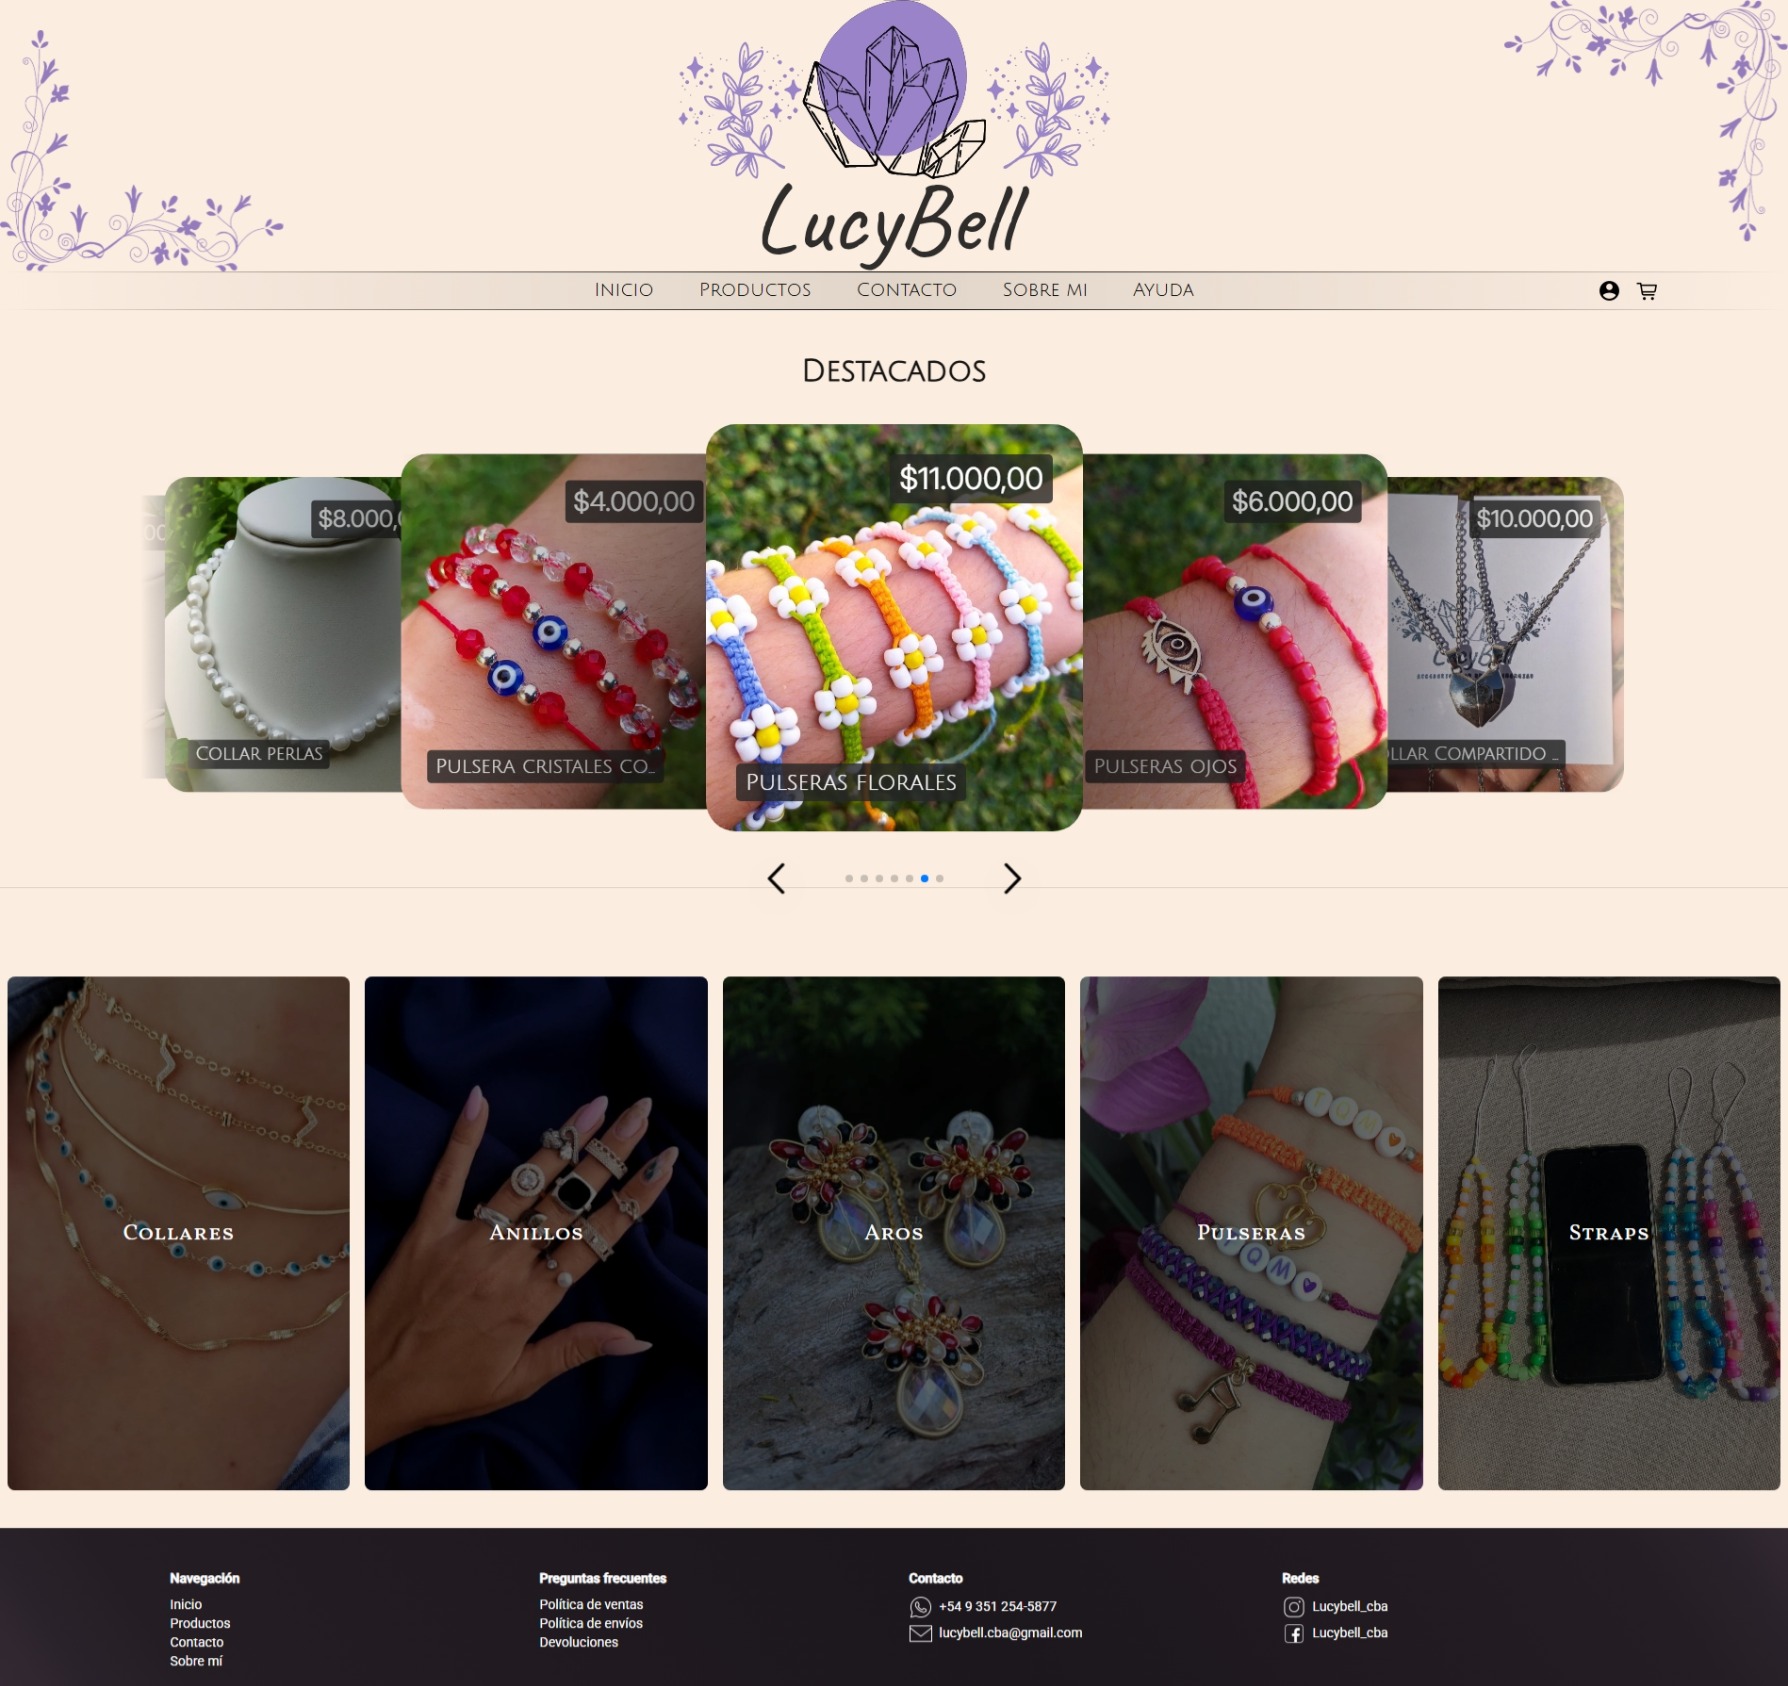 LucyBell
Inicio Productos Contacto Sobre mi Ayuda
Destacados
$8.000,
$4.000,00
$11.000,00
$6.000,00
$10.000,00
Collar perlas
Pulsera cristales co...
Pulseras florales
Pulseras ojos
Compartido ...
Collares
Anillos
Aros
Pulseras
Straps
Navegación
Inicio
Productos
Contacto
Sobre mí
Preguntas frecuentes
Política de ventas
Política de envíos
Devoluciones
Contacto
+54 9 351 254-5877
lucybell.cba@gmail.com
Redes
Lucybell_cba
Lucybell_cba